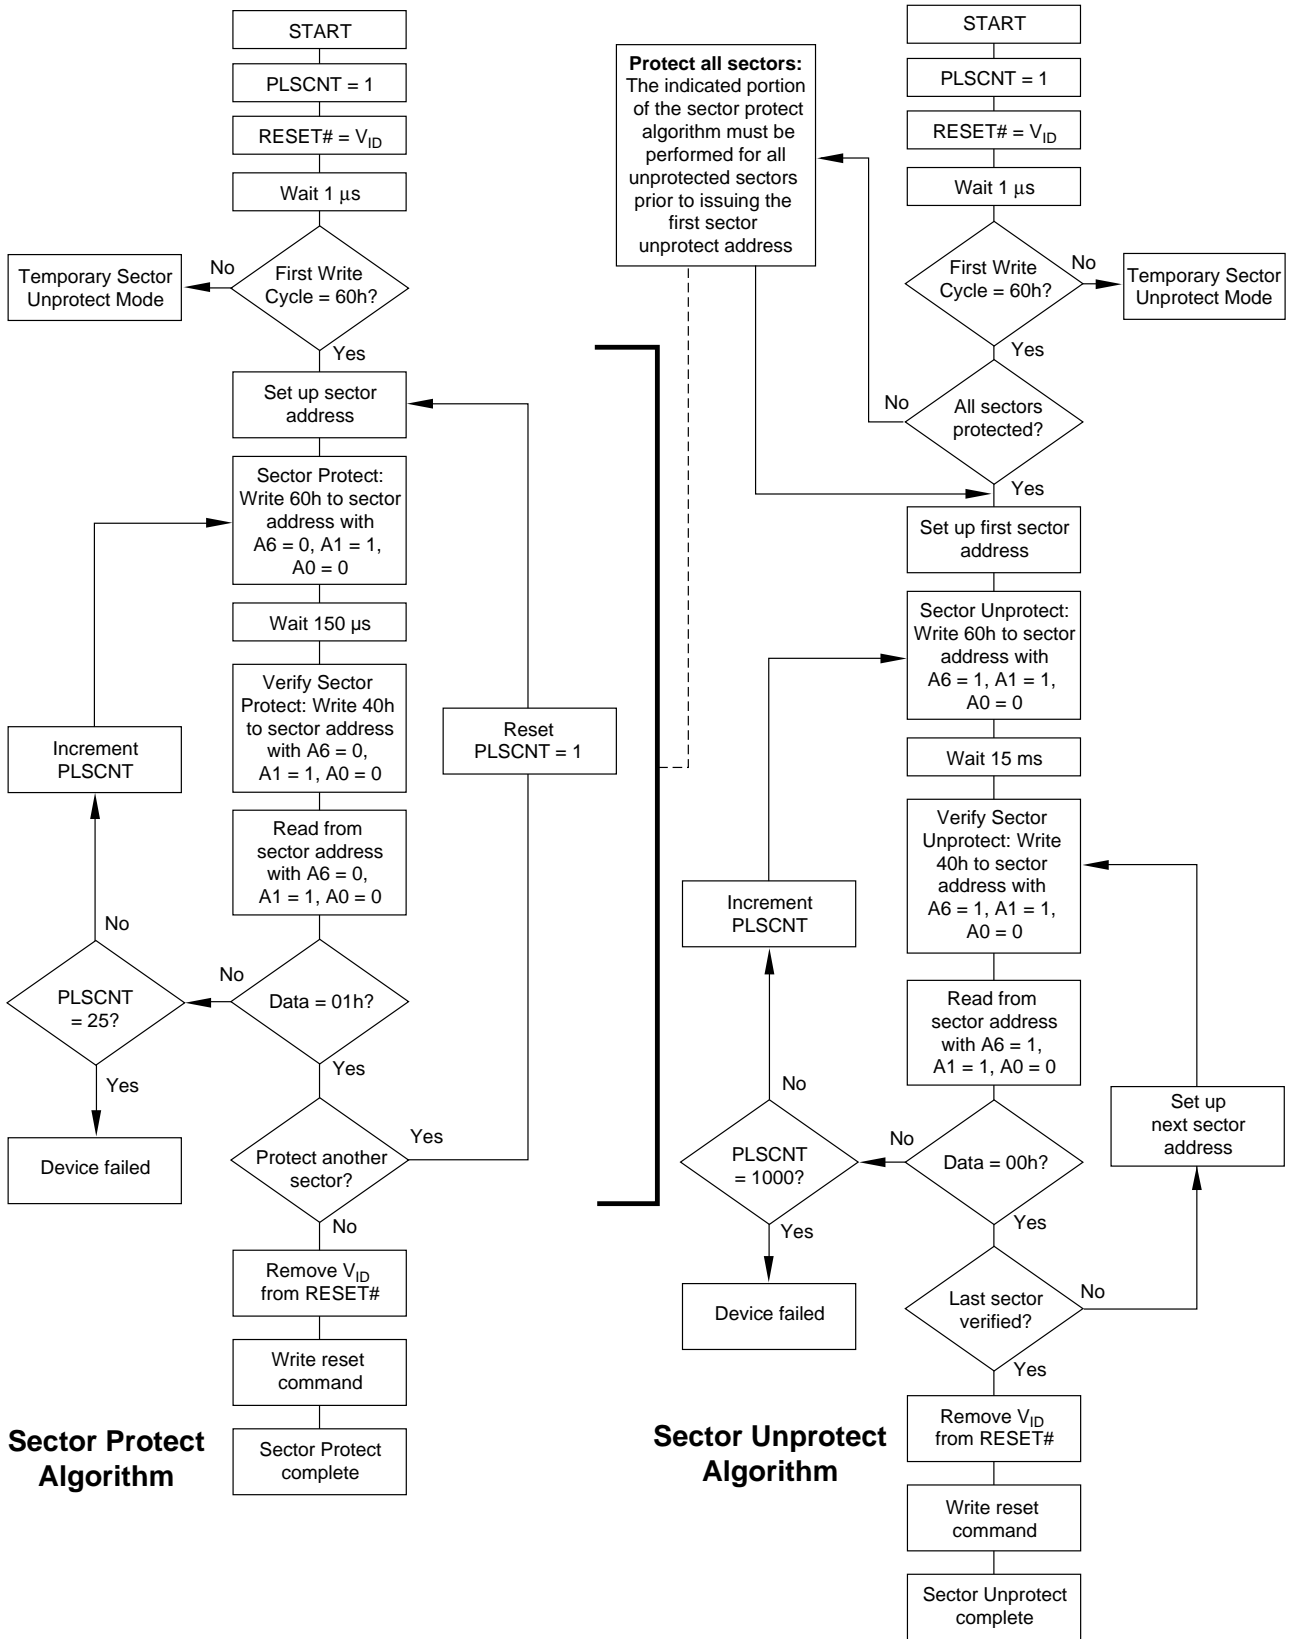 START
PLSCNT = 1
RESET# = VID
Wait 1 μs
First Write
Cycle = 60h?
No
Temporary Sector
Unprotect Mode
Yes
Set up sector
address
Sector Protect:
Write 60h to sector
address with
A6 = 0, A1 = 1,
A0 = 0
Wait 150 µs
Verify Sector
Protect: Write 40h
to sector address
with A6 = 0,
A1 = 1, A0 = 0
Reset
PLSCNT = 1
Increment
PLSCNT
Read from
sector address
with A6 = 0,
A1 = 1, A0 = 0
No
No
PLSCNT
= 25?
Data = 01h?
Yes
Yes
Device failed
Protect another
sector?
Yes
No
Remove VID
from RESET#
Write reset
command
Sector Protect
complete
Sector Protect
Algorithm
Protect all sectors:
The indicated portion
of the sector protect
algorithm must be
performed for all
unprotected sectors
prior to issuing the
first sector
unprotect address
START
PLSCNT = 1
RESET# = VID
Wait 1 μs
First Write
Cycle = 60h?
No
Temporary Sector
Unprotect Mode
Yes
No
All sectors
protected?
Yes
Set up first sector
address
Sector Unprotect:
Write 60h to sector
address with
A6 = 1, A1 = 1,
A0 = 0
Wait 15 ms
Verify Sector
Unprotect: Write
40h to sector
address with
A6 = 1, A1 = 1,
A0 = 0
Increment
PLSCNT
Read from
sector address
with A6 = 1,
A1 = 1, A0 = 0
No
Set up
next sector
address
No
PLSCNT
= 1000?
Data = 00h?
Yes
Yes
Device failed
Last sector
verified?
No
Yes
Remove VID
from RESET#
Write reset
command
Sector Unprotect
complete
Sector Unprotect
Algorithm